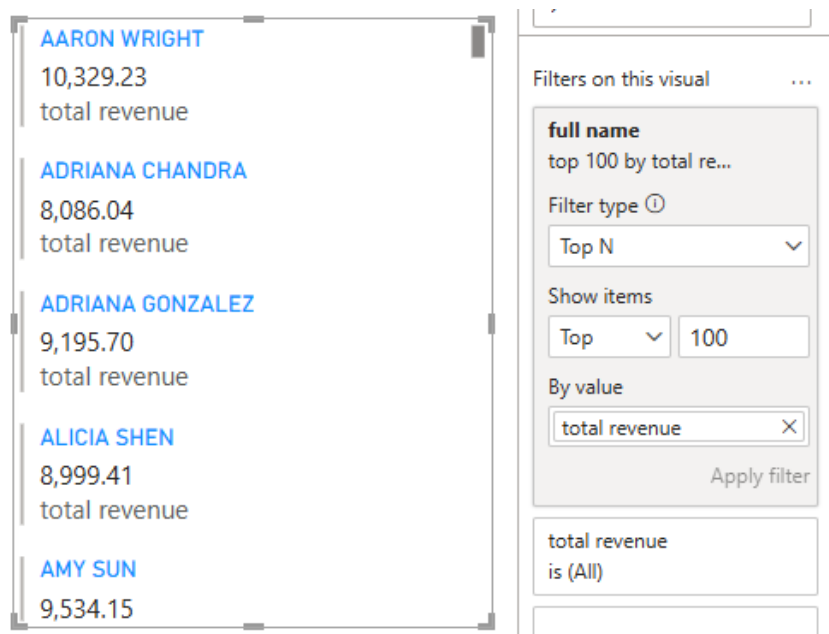 AARON WRIGHT
10,329.23
total revenue
ADRIANA CHANDRA
8,086.04
total revenue
ADRIANA GONZALEZ
9,195.70
total revenue
ALICIA SHEN
8,999.41
total revenue
AMY SUN
9,534.15
Filters on this visual
...
full name
top 100 by total re...
Filter type
Top N
Show items
Top 100
By value
total revenue
Apply filter
total revenue
is (All)